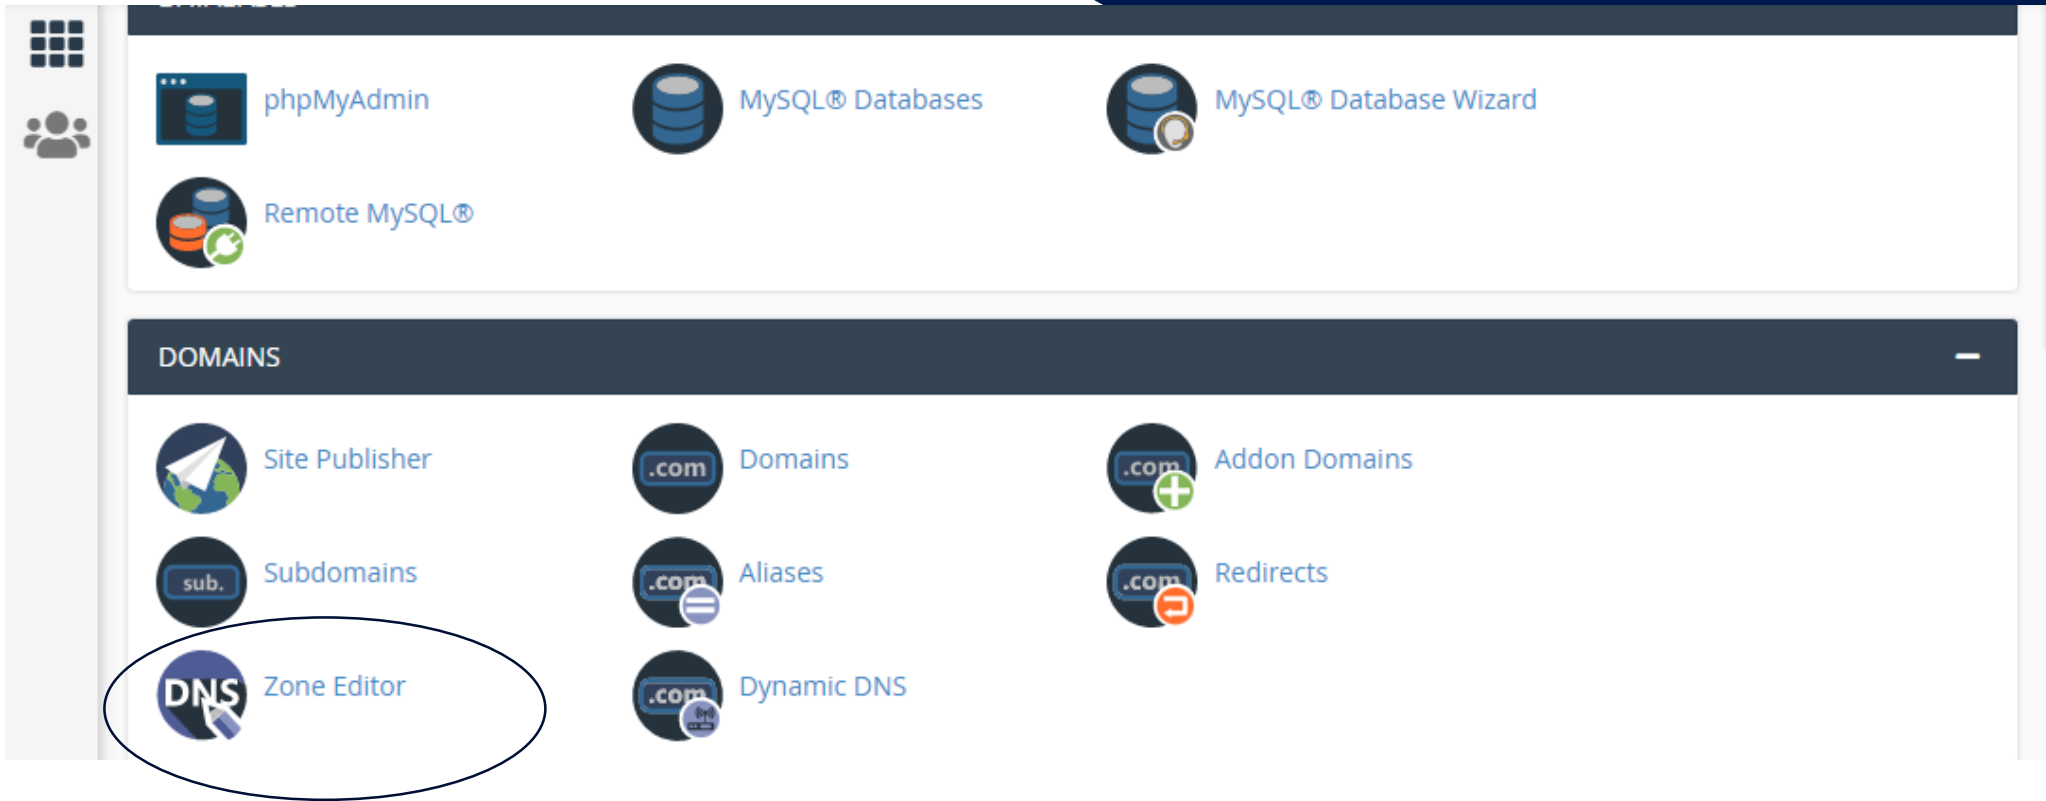 phpMyAdmin
MySQL® Databases
MySQL® Database Wizard
Remote MySQL®
DOMAINS
Site Publisher
.com
Domains
.com
Addon Domains
sub.
Subdomains
.com
Aliases
.com
Redirects
DNS
Zone Editor
.com
Dynamic DNS